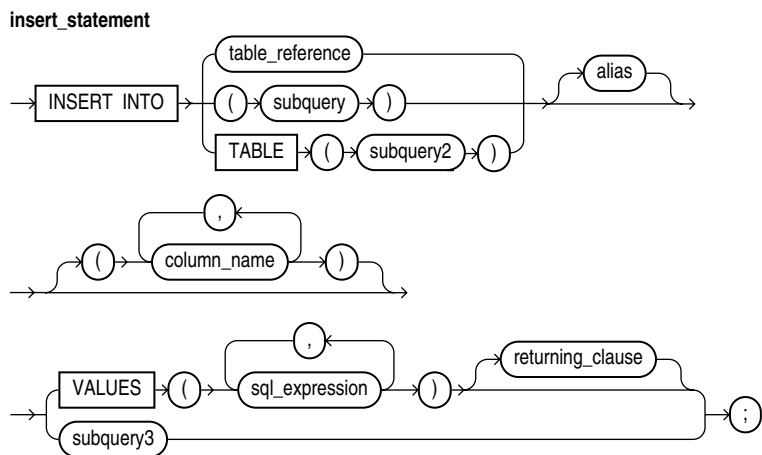 insert_statement
table_reference
alias
INSERT INTO ( subquery )
TABLE ( subquery2 )
,
( column_name )
,
returning_clause
VALUES ( sql_expression )
;
subquery3